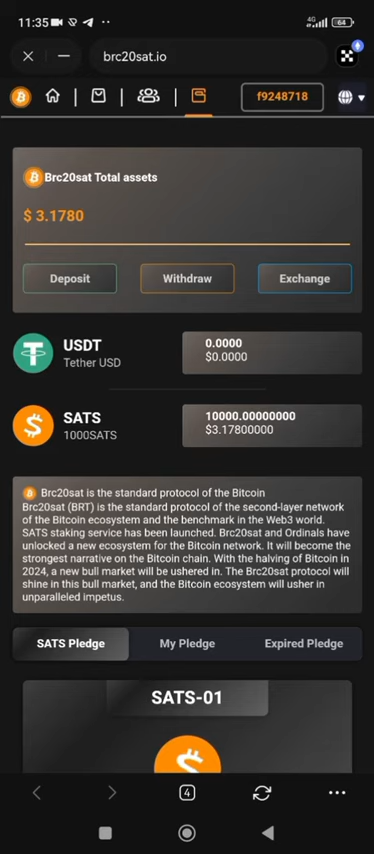 11:35
4G
64
brc20sat.io
f9248718
Brc20sat Total assets
$ 3.1780
Deposit
Withdraw
Exchange
USDT
Tether USD
0.0000
$0.0000
SATS
1000SATS
10000.00000000
$3.17800000
Brc20sat is the standard protocol of the Bitcoin
Brc20sat (BRT) is the standard protocol of the second-layer network
of the Bitcoin ecosystem and the benchmark in the Web3 world.
SATS staking service has been launched. Brc20sat and Ordinals have
unlocked a new ecosystem for the Bitcoin network. It will become the
strongest narrative on the Bitcoin chain. With the halving of Bitcoin in
2024, a new bull market will be ushered in. The Brc20sat protocol will
shine in this bull market, and the Bitcoin ecosystem will usher in
unparalleled impetus.
SATS Pledge
My Pledge
Expired Pledge
SATS-01
4